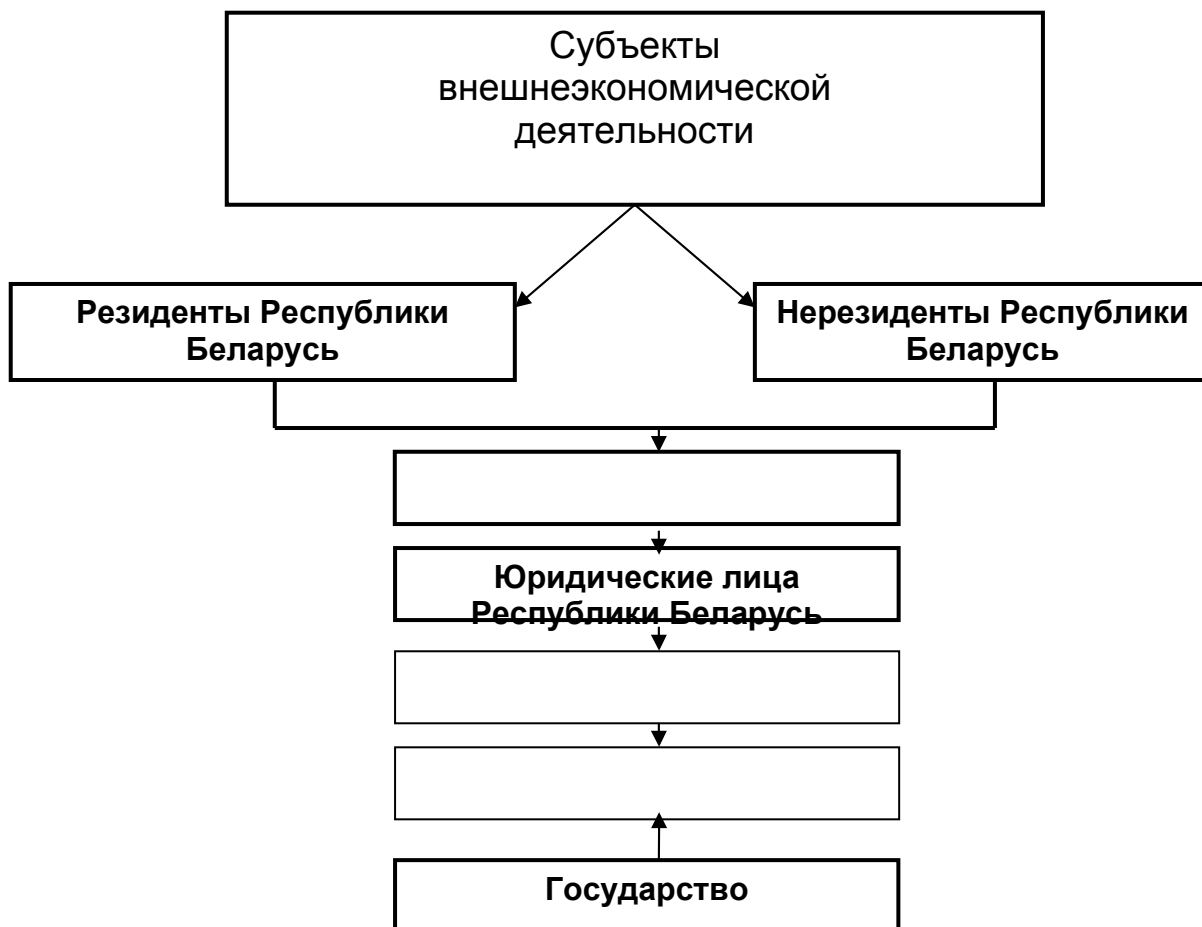 Субъекты
внешнеэкономической
деятельности
Резиденты Республики
Беларусь
Нерезиденты Республики
Беларусь
Юридические лица
Республики Беларусь
Государство